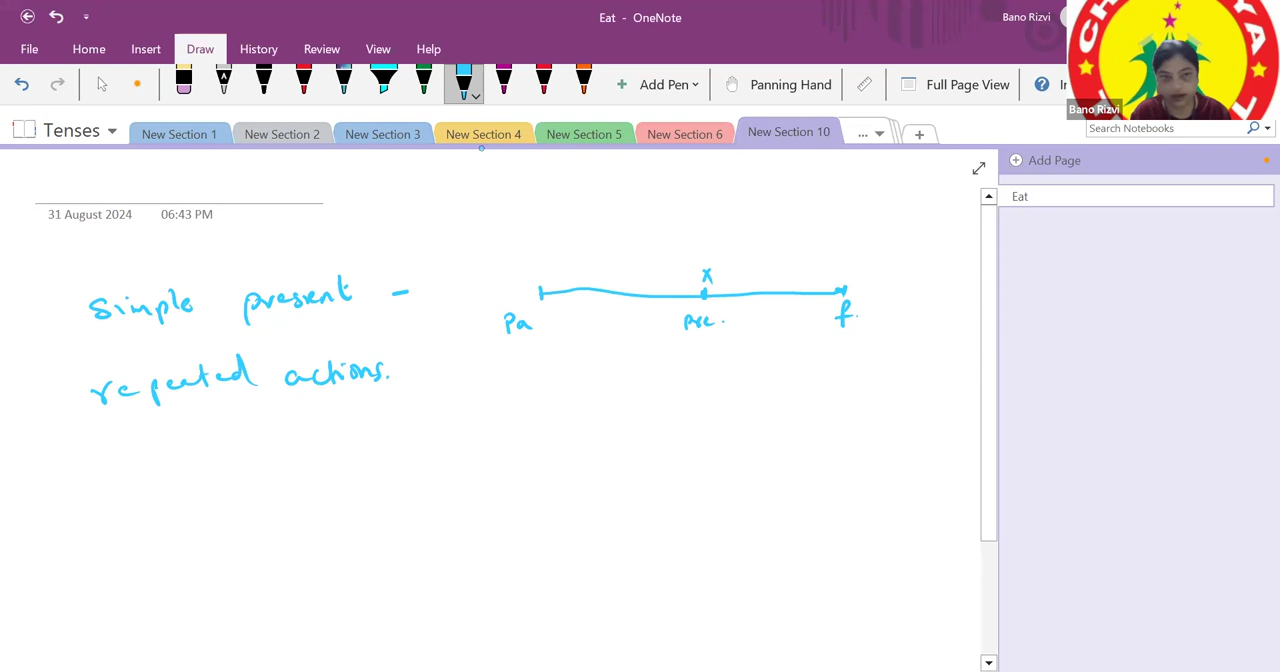 Eat - OneNote
Bano Rizvi
File Home Insert Draw History Review View Help
Add Pen Panning Hand Full Page View
Bano Rizvi
Tenses New Section 1 New Section 2 New Section 3 New Section 4 New Section 5 New Section 6 New Section 10 ...
Search Notebooks
Add Page
Eat
31 August 2024 06:43 PM
Simple present -
repeated actions.
x
Pa pre. f.